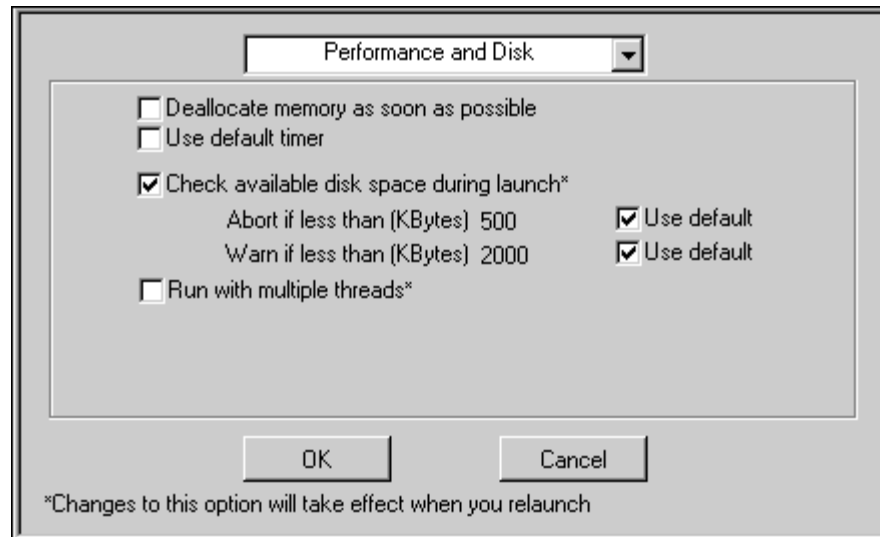 Performance and Disk
Deallocate memory as soon as possible
Use default timer
Check available disk space during launch*
Abort if less than (KBytes) 500 Use default
Warn if less than (KBytes) 2000 Use default
Run with multiple threads*
OK Cancel
*Changes to this option will take effect when you relaunch